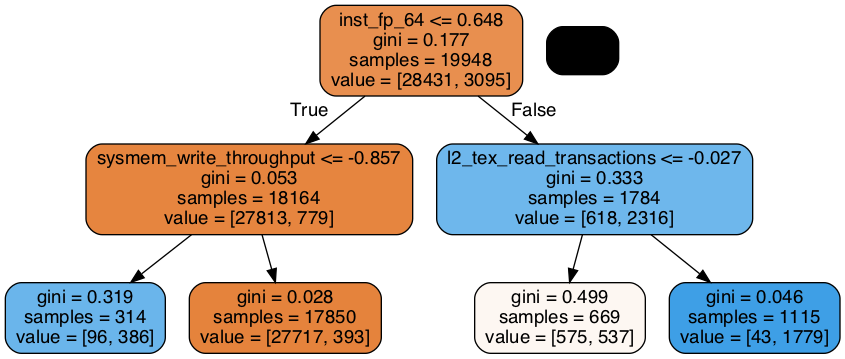 inst_fp_64 <= 0.648
gini = 0.177
samples = 19948
value = [28431, 3095]
True
False
sysmem_write_throughput <= -0.857
gini = 0.053
samples = 18164
value = [27813, 779]
l2_tex_read_transactions <= -0.027
gini = 0.333
samples = 1784
value = [618, 2316]
gini = 0.319
samples = 314
value = [96, 386]
gini = 0.028
samples = 17850
value = [27717, 393]
gini = 0.499
samples = 669
value = [575, 537]
gini = 0.046
samples = 1115
value = [43, 1779]